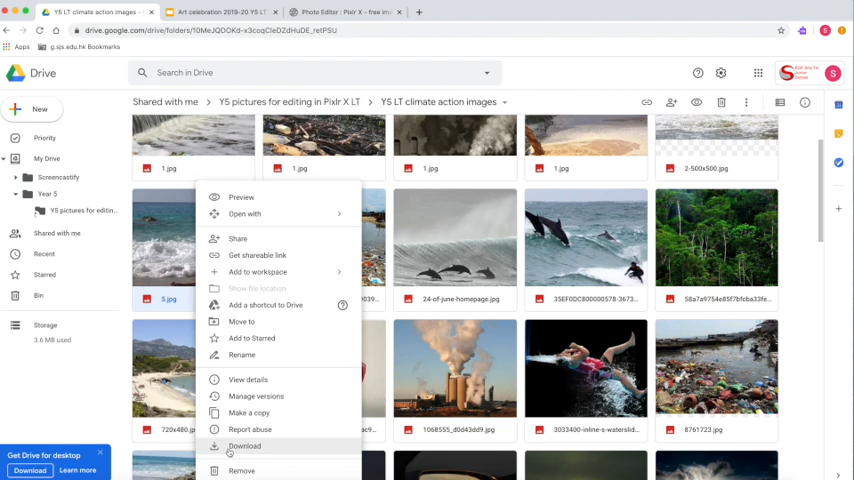 Y5 LT climate action images -
Art celebration 2019-20 Y5 LT
Photo Editor : Pixlr X - free ima
drive.google.com/drive/folders/10MeJQDOKd-x3coqCleDZdHuDE_retPSU
Apps
g.sjs.edu.hk Bookmarks
Drive
Search in Drive
S
New
Shared with me > Y5 pictures for editing in Pixlr X LT > Y5 LT climate action images
Priority
My Drive
Screencastify
Year 5
Y5 pictures for editin...
Shared with me
Recent
Starred
Bin
Storage
3.6 MB used
Get Drive for desktop
Download
Learn more
1.jpg
1.jpg
1.jpg
1.jpg
2-500x500.jpg
5.jpg
039...
24-of-june-homepage.jpg
35EF0DC800000578-3673...
58a7a9754e85f7bfcba33fe...
720x480.jp
ac9...
1068555_d0d43dd9.jpg
3033400-inline-s-waterslid...
8761723.jpg
Preview
Open with
Share
Get shareable link
Add to workspace
Show file location
Add a shortcut to Drive
Move to
Add to Starred
Rename
View details
Manage versions
Make a copy
Report abuse
Download
Remove